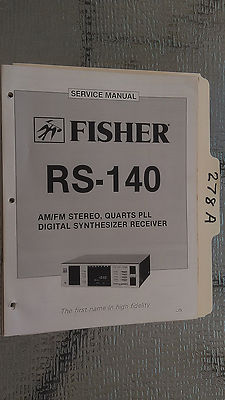 SERVICE MANUAL
FISHER
RS-140
AM/FM STEREO, QUARTS PLL
DIGITAL SYNTHESIZER RECEIVER
The first name in high fidelity
278A